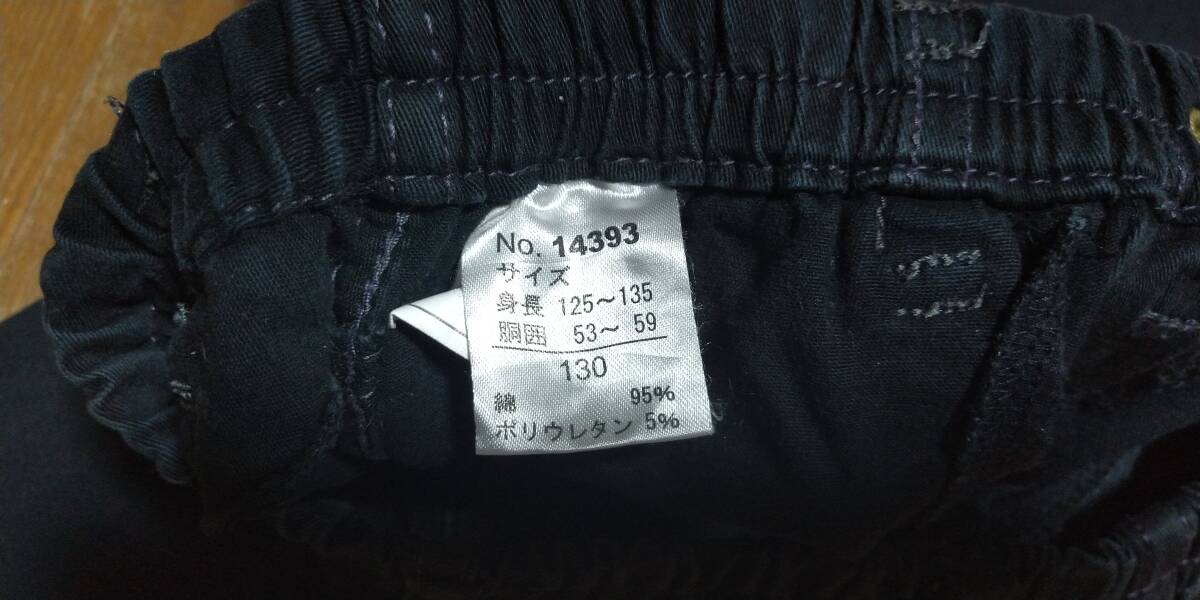 No. 14393
サイズ
身長 125～135
胴囲 53～ 59
130
綿 95%
ポリウレタン 5%